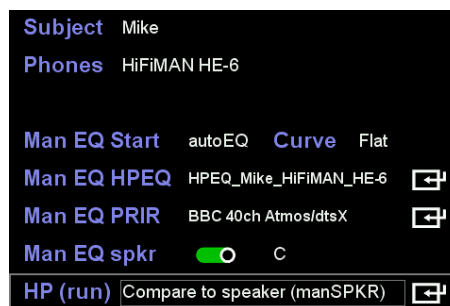 Subject Mike
Phones HiFiMAN HE-6
Man EQ Start autoEQ Curve Flat
Man EQ HPEQ HPEQ_Mike_HiFiMAN_HE-6
Man EQ PRIR BBC 40ch Atmos/dtsX
Man EQ spkr C
HP (run) Compare to speaker (manSPKR)